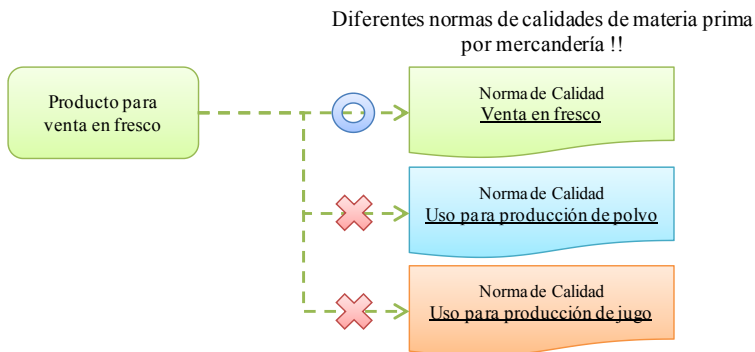 Diferentes normas de calidades de materia prima
por mercandería !!
Producto para
venta en fresco
Norma de Calidad
Venta en fresco
Norma de Calidad
Uso para producción de polvo
Norma de Calidad
Uso para producción de jugo